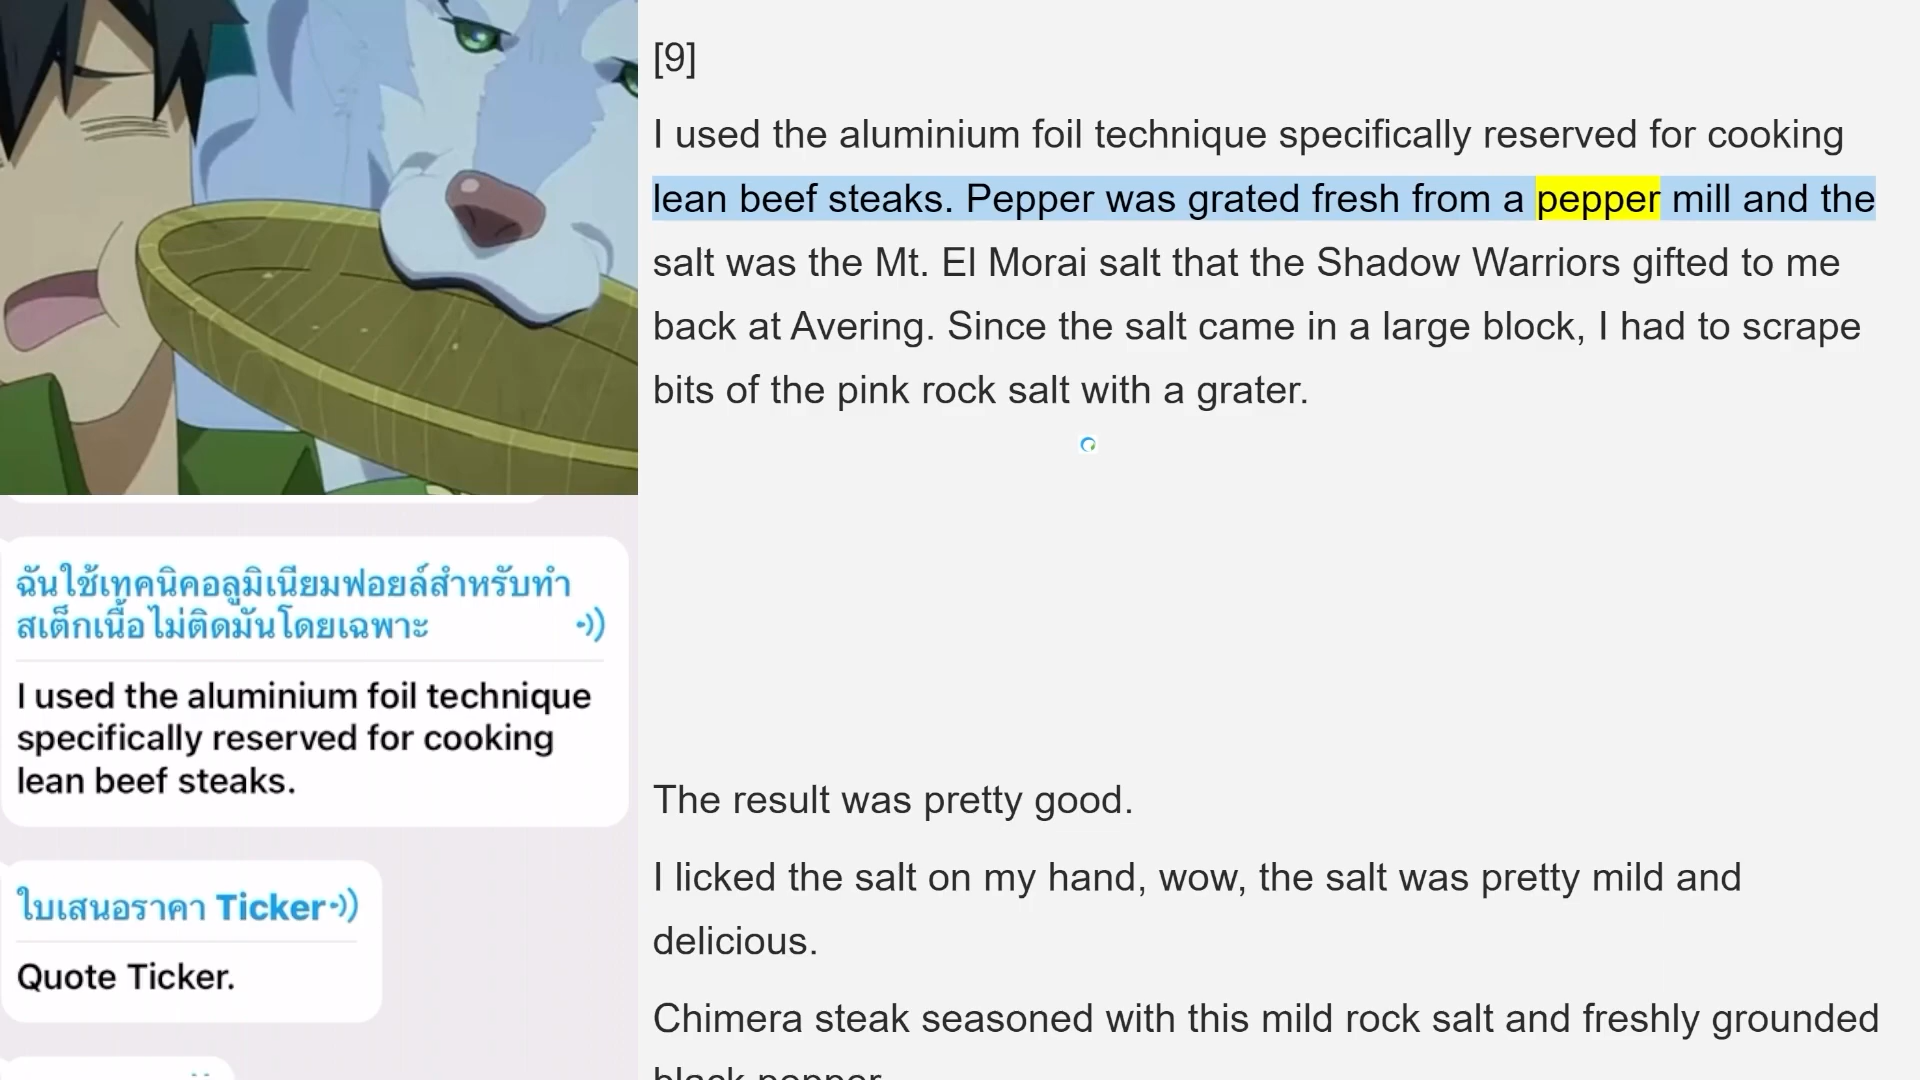 [9]
I used the aluminium foil technique specifically reserved for cooking
lean beef steaks. Pepper was grated fresh from a pepper mill and the
salt was the Mt. El Morai salt that the Shadow Warriors gifted to me
back at Avering. Since the salt came in a large block, I had to scrape
bits of the pink rock salt with a grater.
The result was pretty good.
I licked the salt on my hand, wow, the salt was pretty mild and
delicious.
Chimera steak seasoned with this mild rock salt and freshly grounded
black pepper
ฉันใช้เทคนิคอลูมิเนียมฟอยล์สำหรับทำ
สเต็กเนื้อไม่ติดมันโดยเฉพาะ
I used the aluminium foil technique
specifically reserved for cooking
lean beef steaks.
ใบเสนอราคา Ticker
Quote Ticker.